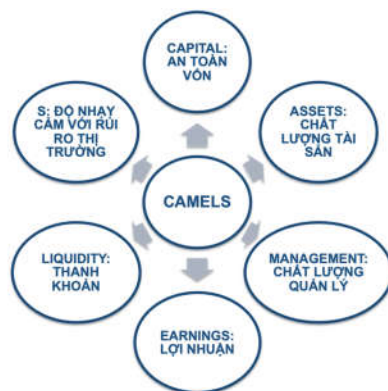 CAPITAL:
AN TOÀN
VỐN
ASSETS:
CHẤT
LƯỢNG TÀI
SẢN
MANAGEMENT:
CHẤT LƯỢNG
QUẢN LÝ
EARNINGS:
LỢI NHUẬN
LIQUIDITY:
THANH
KHOẢN
S: ĐỘ NHẠY
CẢM VỚI RỦI
RO THỊ
TRƯỜNG
CAMELS